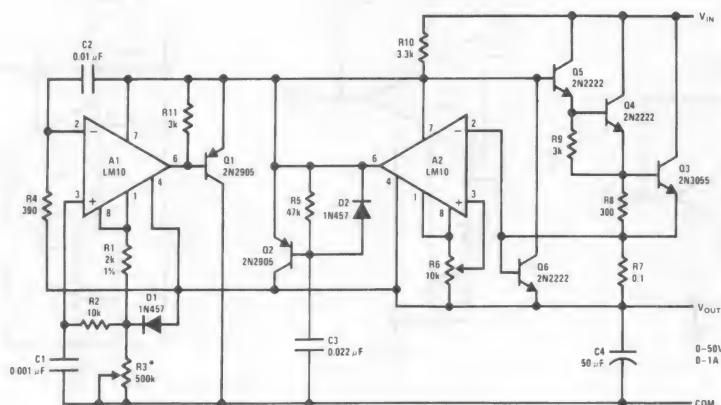 C2
0.01 μF
R10
3.3k
VIN
Q5
2N2222
Q4
2N2222
R11
3k
R9
3k
2
7
A1
LM10
6
3
1
8
4
Q1
2N2905
R4
390
7
2
A2
LM10
6
4
3
1
8
R5
47k
D2
1N457
Q3
2N3055
R8
300
R1
2k
1%
Q2
2N2905
R6
10k
Q6
2N2222
R7
0.1
R2
10k
D1
1N457
VOUT
C1
0.001 μF
R3*
500k
C3
0.022 μF
C4
50 μF
0–50V
0–1A
COM